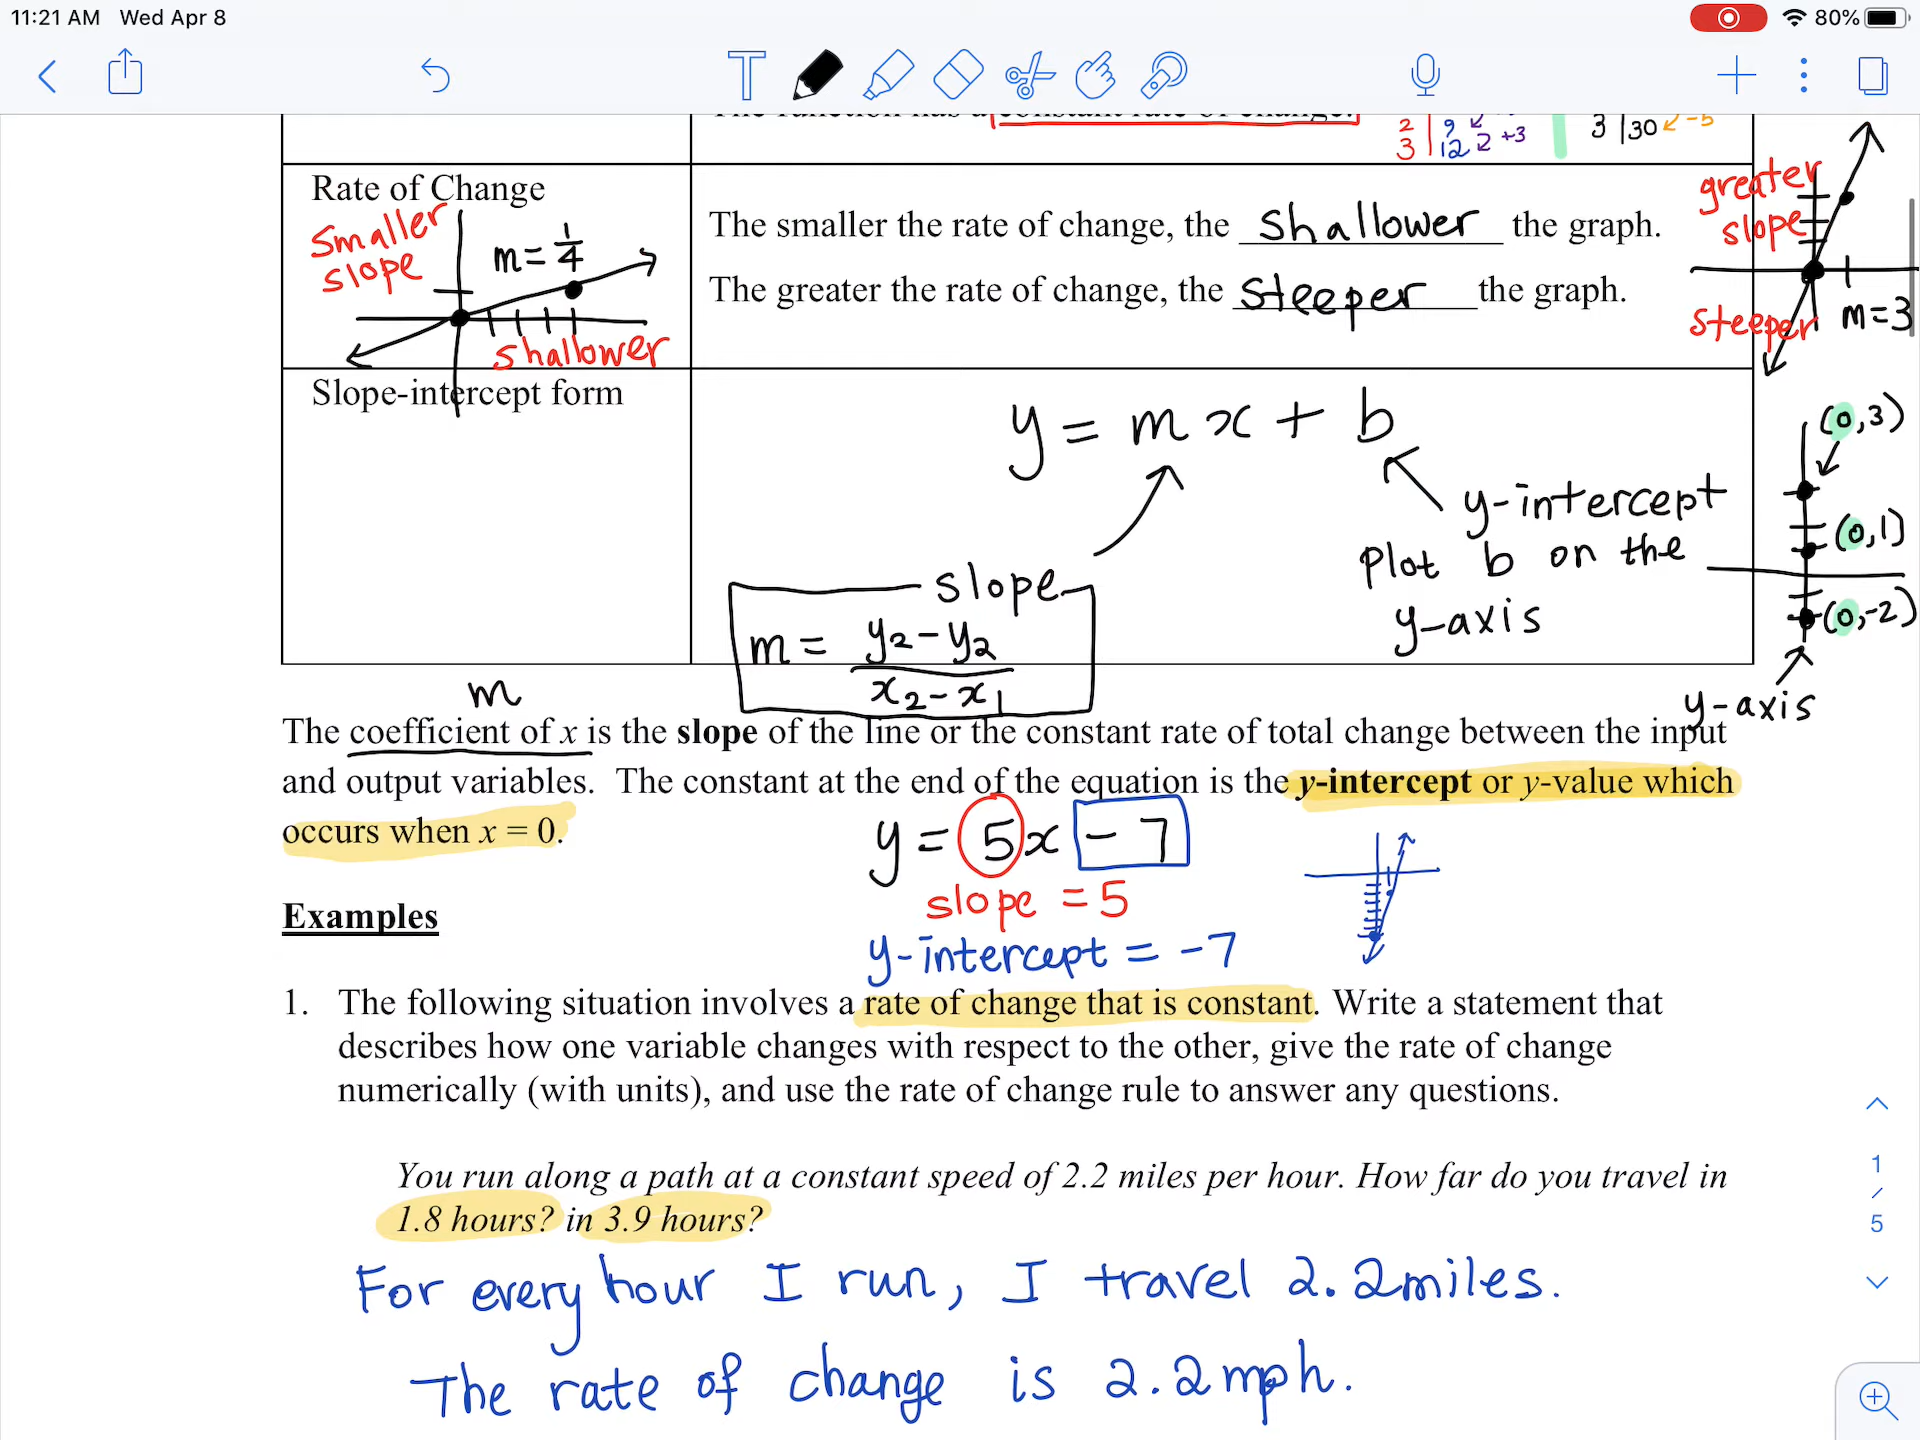 11:21 AM Wed Apr 8
80%
T
2 | 9
3 | 12 2 +3
3 | 30 -5
Rate of Change
smaller slope
m = 1/4
shallower
The smaller the rate of change, the shallower the graph.
The greater the rate of change, the steeper the graph.
greater slope
steeper
m=3
Slope-intercept form
y = mx + b
slope
m = y2-y2 / x2-x1
y-intercept
plot b on the
y-axis
(0,3)
(0,1)
(0,-2)
y-axis
m
The coefficient of x is the slope of the line or the constant rate of total change between the input
and output variables. The constant at the end of the equation is the y-intercept or y-value which
occurs when x = 0.
y = 5x - 7
slope = 5
y-intercept = -7
Examples
1. The following situation involves a rate of change that is constant. Write a statement that
describes how one variable changes with respect to the other, give the rate of change
numerically (with units), and use the rate of change rule to answer any questions.
You run along a path at a constant speed of 2.2 miles per hour. How far do you travel in
1.8 hours? in 3.9 hours?
For every hour I run, I travel 2.2miles.
The rate of change is 2.2mph.
1
/
5